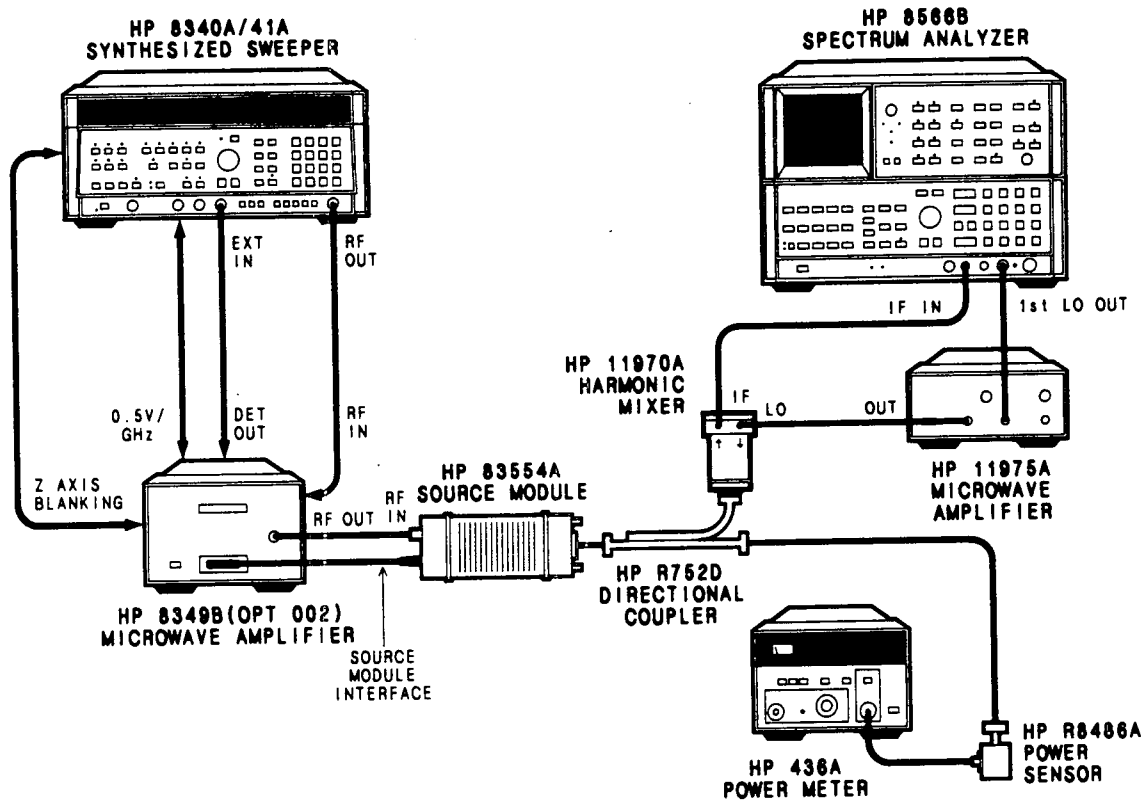 HP 8340A/41A
SYNTHESIZED SWEEPER
HP 8566B
SPECTRUM ANALYZER
EXT
IN
RF
OUT
IF IN
1st LO OUT
HP 11970A
HARMONIC
MIXER
IF
LO
OUT
0.5V/
GHz
DET
OUT
RF
IN
HP 11975A
MICROWAVE
AMPLIFIER
Z AXIS
BLANKING
HP 83554A
SOURCE MODULE
RF OUT
RF
IN
HP R752D
DIRECTIONAL
COUPLER
HP 8349B(OPT 002)
MICROWAVE AMPLIFIER
SOURCE
MODULE
INTERFACE
HP R8486A
POWER
SENSOR
HP 436A
POWER METER